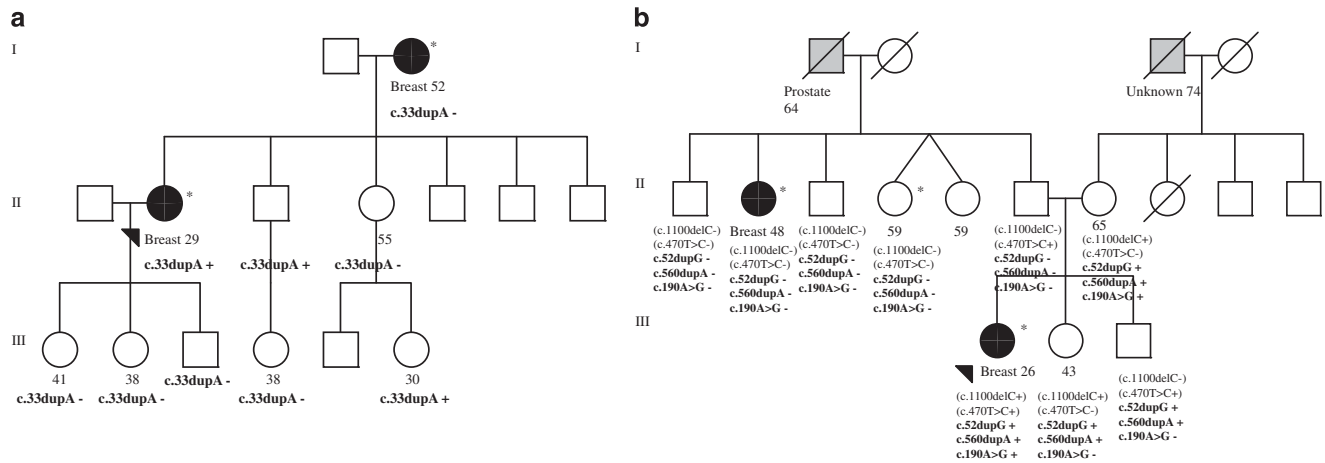 a
I
*
Breast 52
c.33dupA -
II
*
Breast 29
c.33dupA +
c.33dupA +
55
c.33dupA -
III
41
c.33dupA -
38
c.33dupA -
c.33dupA -
38
c.33dupA -
30
c.33dupA +
b
I
Prostate
64
Unknown 74
II
(c.1100delC-)
(c.470T>C-)
c.52dupG -
c.560dupA -
c.190A>G -
*
Breast 48
(c.1100delC-)
(c.470T>C-)
c.52dupG -
c.560dupA -
c.190A>G -
(c.1100delC-)
(c.470T>C-)
c.52dupG -
c.560dupA -
c.190A>G -
*
59
(c.1100delC-)
(c.470T>C-)
c.52dupG -
c.560dupA -
c.190A>G -
59
(c.1100delC-)
(c.470T>C+)
c.52dupG -
c.560dupA -
c.190A>G -
65
(c.1100delC+)
(c.470T>C-)
c.52dupG +
c.560dupA +
c.190A>G +
III
*
Breast 26
(c.1100delC+)
(c.470T>C+)
c.52dupG +
c.560dupA +
c.190A>G +
43
(c.1100delC+)
(c.470T>C-)
c.52dupG +
c.560dupA +
c.190A>G -
(c.1100delC-)
(c.470T>C+)
c.52dupG +
c.560dupA +
c.190A>G -